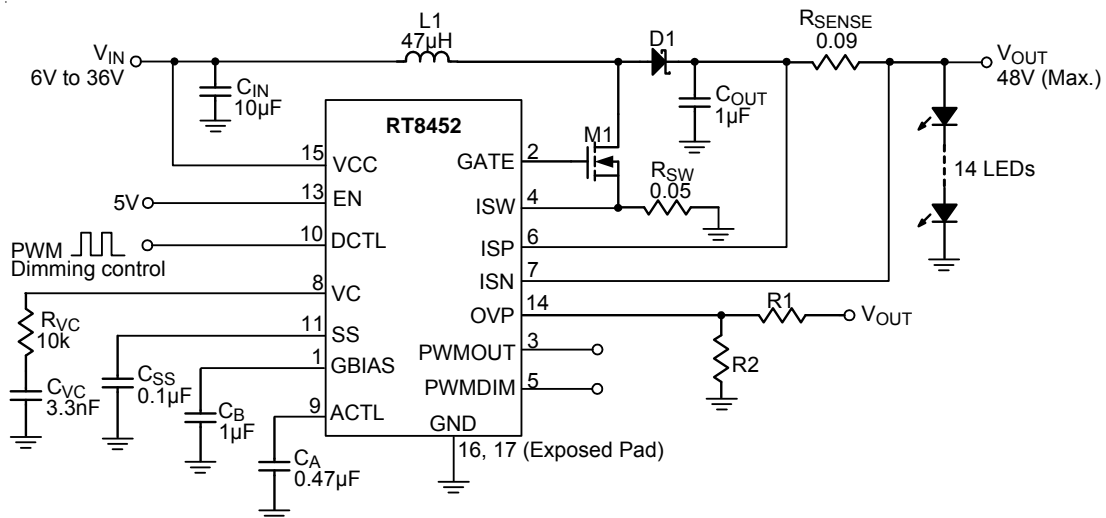 L1
47µH
VIN
6V to 36V
CIN
10µF
D1
RSENSE
0.09
VOUT
48V (Max.)
COUT
1µF
RT8452
M1
RSW
0.05
14 LEDs
15
VCC
GATE
2
5V
13
EN
ISW
4
PWM
Dimming control
10
DCTL
ISP
6
ISN
7
8
VC
OVP
14
R1
VOUT
RVC
10k
11
SS
PWMOUT
3
R2
1
GBIAS
PWMDIM
5
CVC
3.3nF
CSS
0.1µF
CB
1µF
9
ACTL
GND
16, 17 (Exposed Pad)
CA
0.47µF